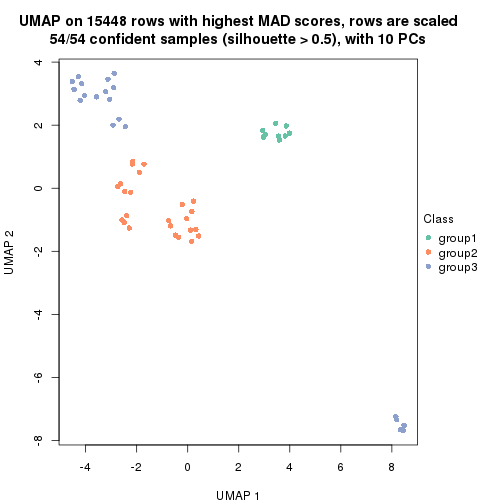 UMAP on 15448 rows with highest MAD scores, rows are scaled
54/54 confident samples (silhouette > 0.5), with 10 PCs
4
2
0
-2
-4
-6
-8
UMAP 2
-4
-2
0
2
4
6
8
UMAP 1
Class
group1
group2
group3